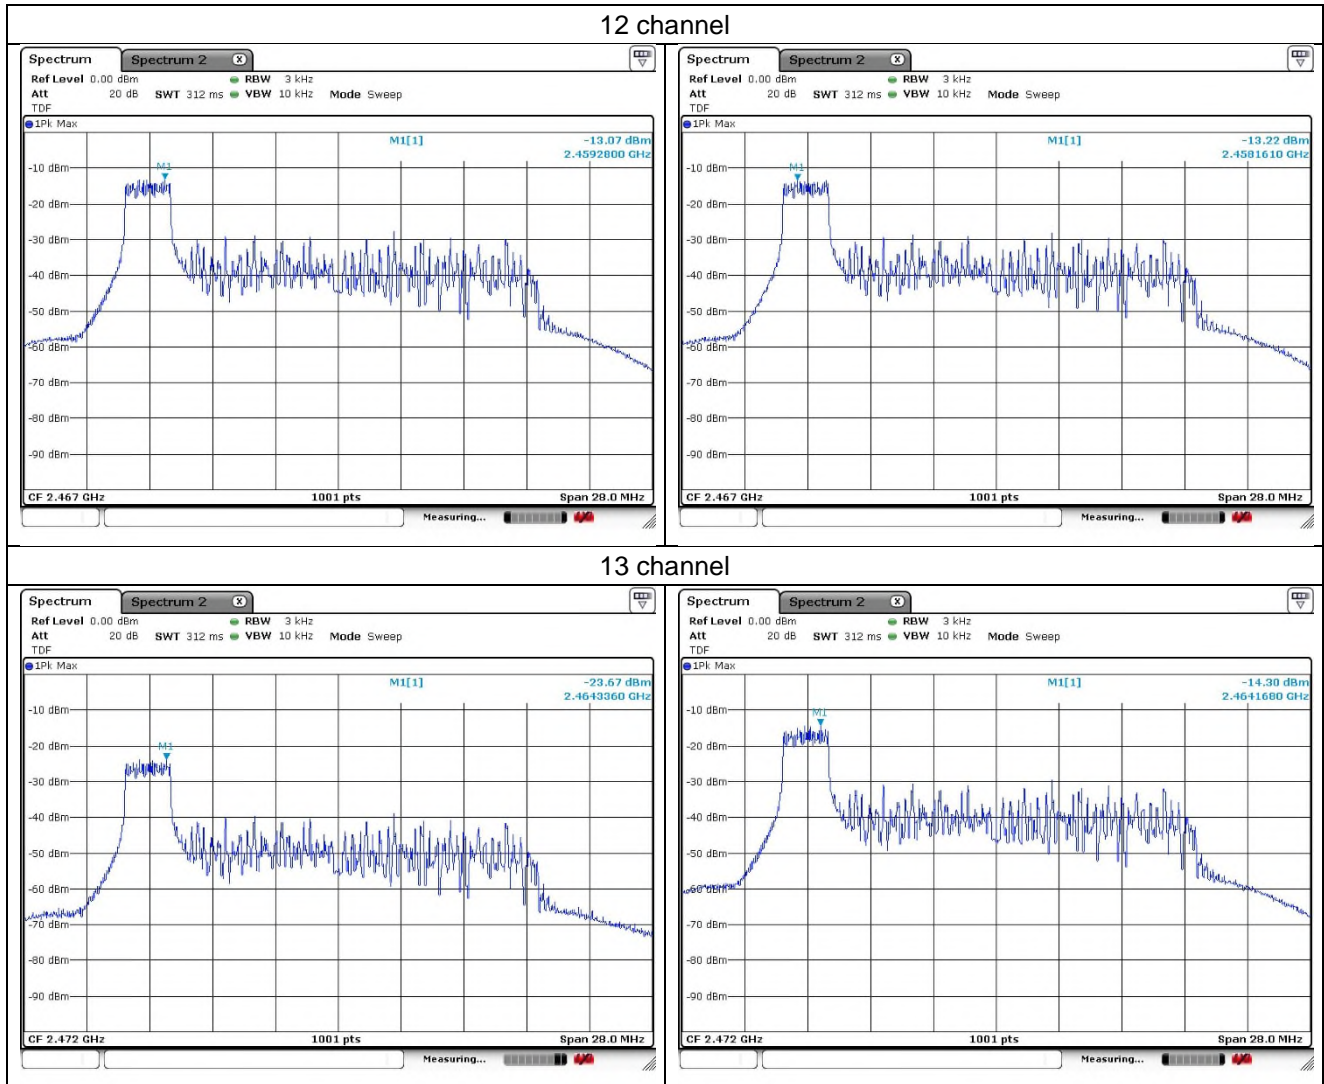 12 channel
Spectrum Spectrum 2 X
Ref Level 0.00 dBm RBW 3 kHz
Att 20 dB SWT 312 ms VBW 10 kHz Mode Sweep
TDF
1Pk Max
M1[1] -13.07 dBm
2.4592800 GHz
M1
-10 dBm
-20 dBm
-30 dBm
-40 dBm
-50 dBm
-60 dBm
-70 dBm
-80 dBm
-90 dBm
CF 2.467 GHz 1001 pts Span 28.0 MHz
Measuring...
Spectrum Spectrum 2 X
Ref Level 0.00 dBm RBW 3 kHz
Att 20 dB SWT 312 ms VBW 10 kHz Mode Sweep
TDF
1Pk Max
M1[1] -13.22 dBm
2.4581610 GHz
M1
-10 dBm
-20 dBm
-30 dBm
-40 dBm
-50 dBm
-60 dBm
-70 dBm
-80 dBm
-90 dBm
CF 2.467 GHz 1001 pts Span 28.0 MHz
Measuring...
13 channel
Spectrum Spectrum 2 X
Ref Level 0.00 dBm RBW 3 kHz
Att 20 dB SWT 312 ms VBW 10 kHz Mode Sweep
TDF
1Pk Max
M1[1] -23.67 dBm
2.4643360 GHz
M1
-10 dBm
-20 dBm
-30 dBm
-40 dBm
-50 dBm
-60 dBm
-70 dBm
-80 dBm
-90 dBm
CF 2.472 GHz 1001 pts Span 28.0 MHz
Measuring...
Spectrum Spectrum 2 X
Ref Level 0.00 dBm RBW 3 kHz
Att 20 dB SWT 312 ms VBW 10 kHz Mode Sweep
TDF
1Pk Max
M1[1] -14.30 dBm
2.4641680 GHz
M1
-10 dBm
-20 dBm
-30 dBm
-40 dBm
-50 dBm
-60 dBm
-70 dBm
-80 dBm
-90 dBm
CF 2.472 GHz 1001 pts Span 28.0 MHz
Measuring...